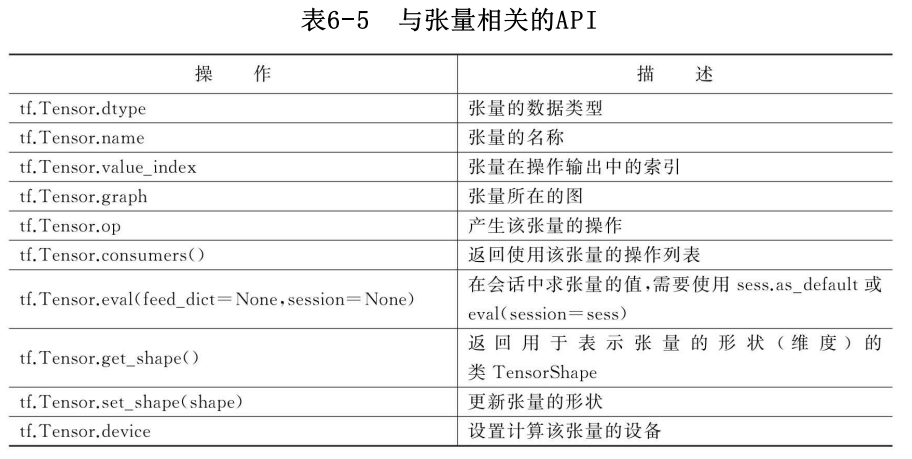 表6-5 与张量相关的API
操 作 描 述
tf.Tensor.dtype 张量的数据类型
tf.Tensor.name 张量的名称
tf.Tensor.value_index 张量在操作输出中的索引
tf.Tensor.graph 张量所在的图
tf.Tensor.op 产生该张量的操作
tf.Tensor.consumers() 返回使用该张量的操作列表
tf.Tensor.eval(feed_dict=None,session=None) 在会话中求张量的值,需要使用 sess.as_default 或
eval(session=sess)
tf.Tensor.get_shape() 返回用于表示张量的形状(维度)的
类 TensorShape
tf.Tensor.set_shape(shape) 更新张量的形状
tf.Tensor.device 设置计算该张量的设备